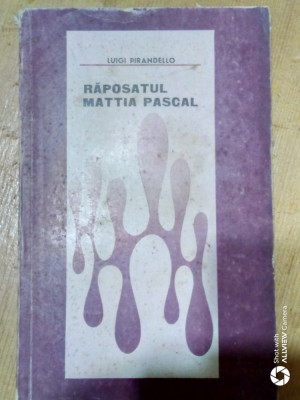 LUIGI PIRANDELLO
RĂPOSATUL
MATTIA PASCAL
Shot with
ALLVIEW Camera